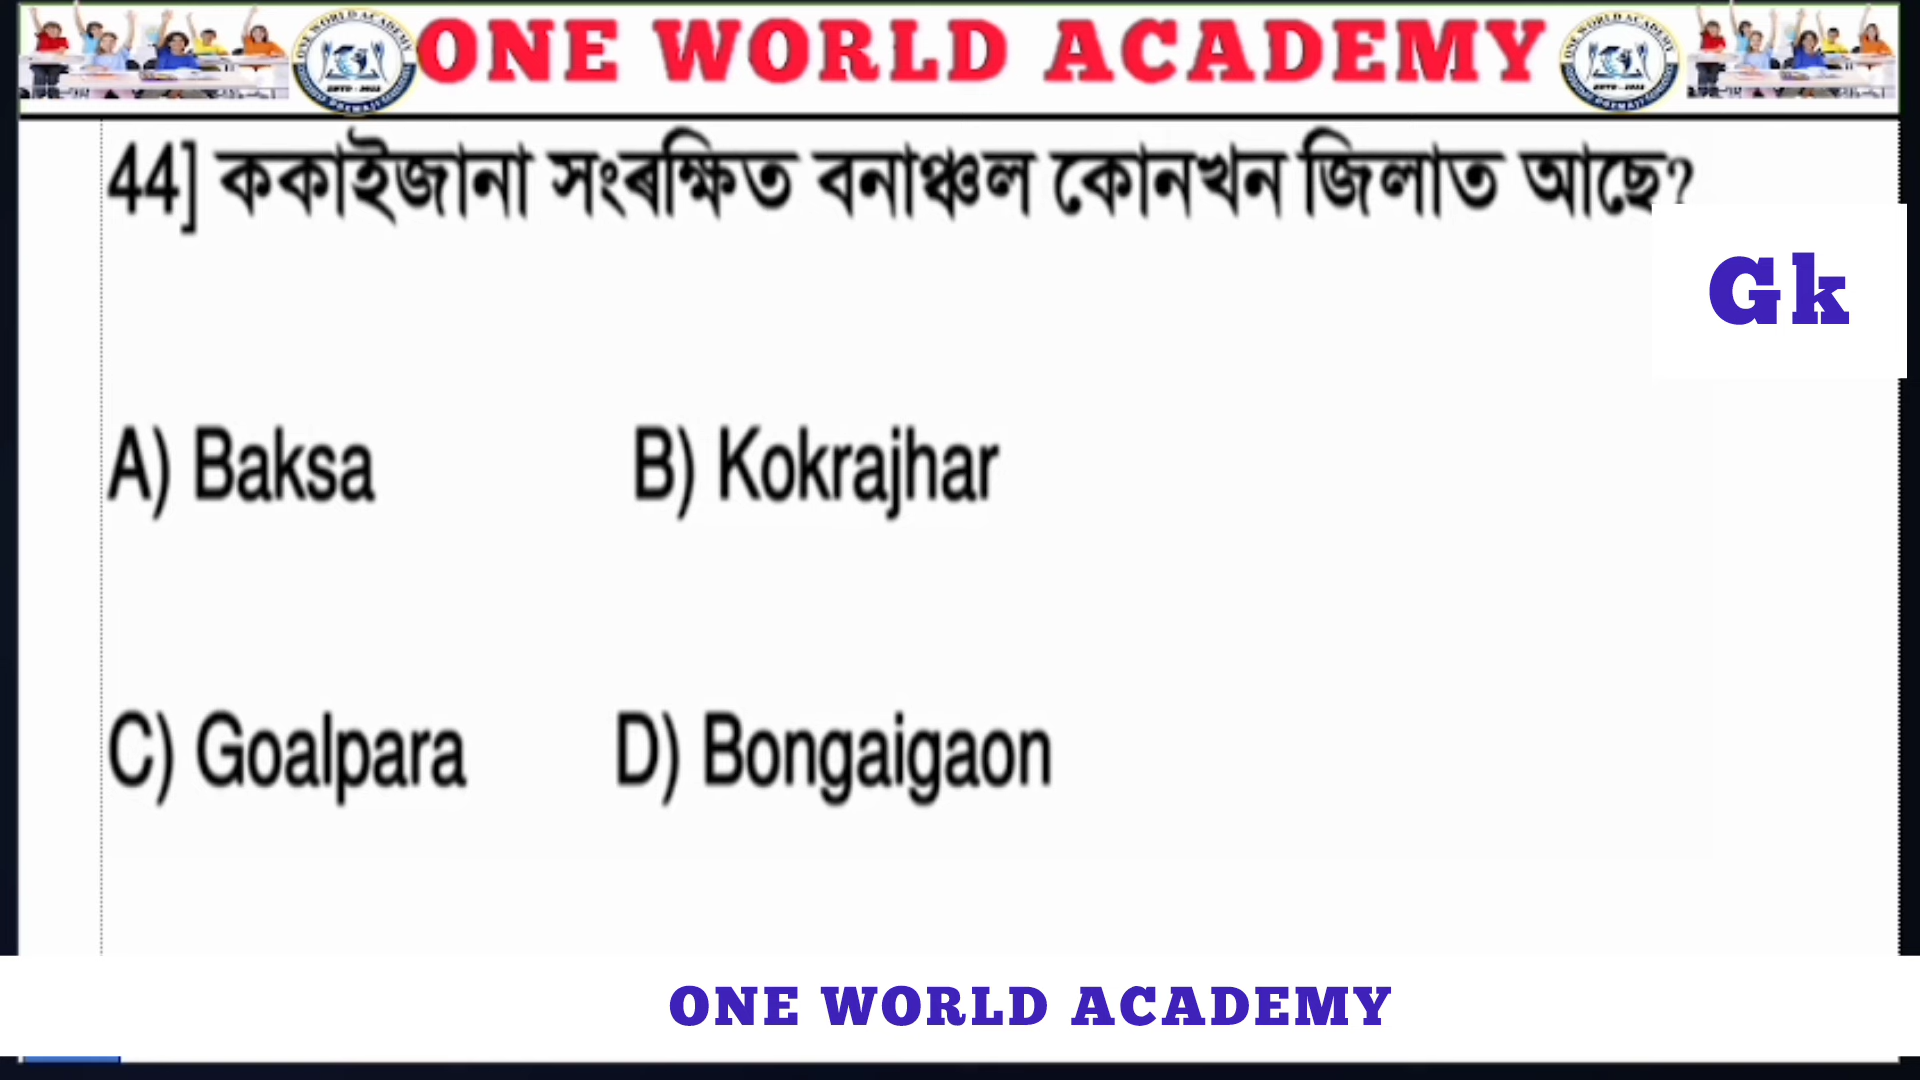 ONE WORLD ACADEMY
44] ককাইজানা সংৰক্ষিত বনাঞ্চল কোনখন জিলাত আছে?
Gk
A) Baksa B) Kokrajhar
C) Goalpara D) Bongaigaon
ONE WORLD ACADEMY